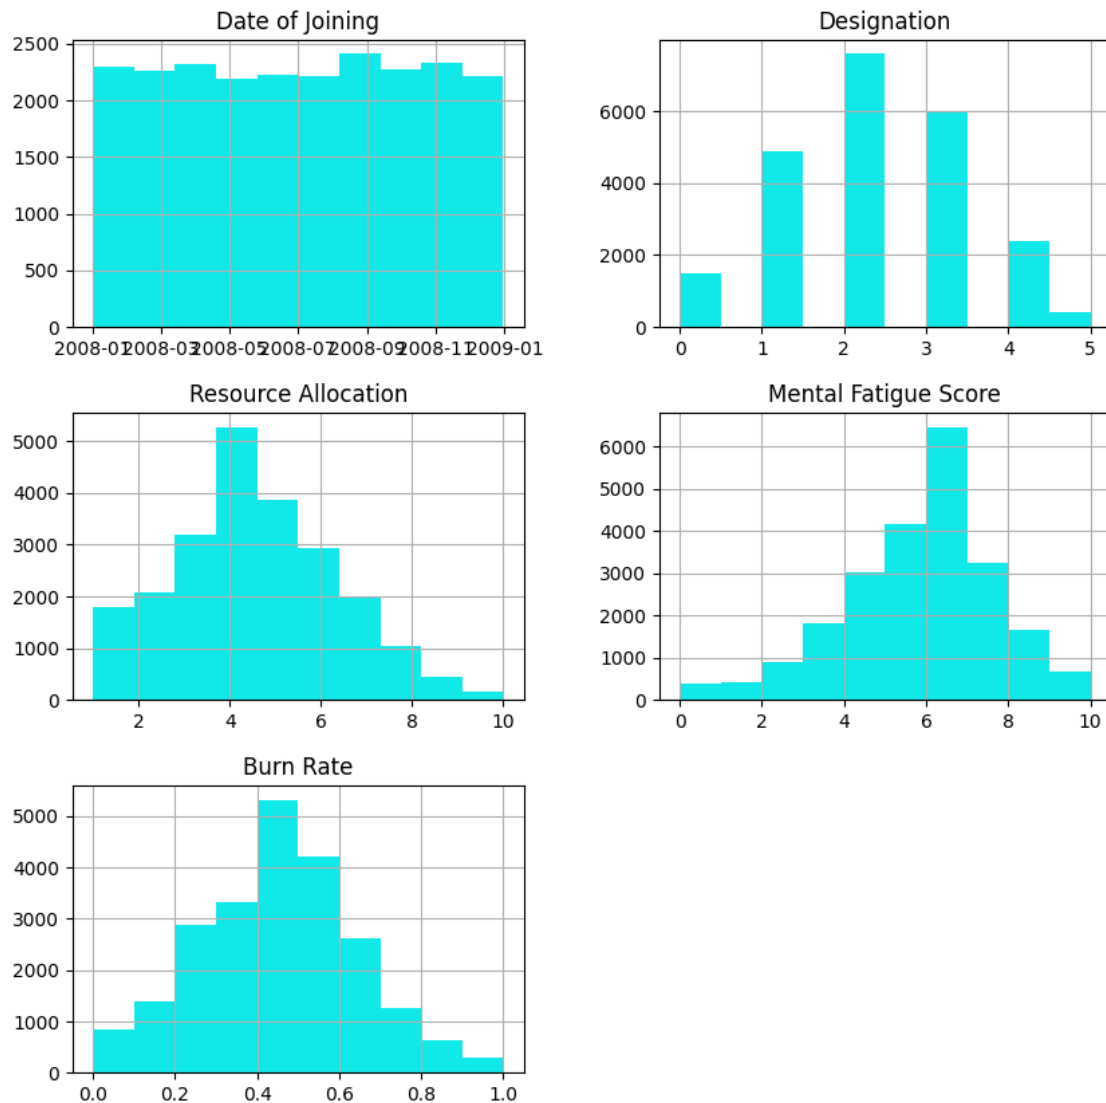 Date of Joining
2500
2000
1500
1000
500
0
2008-01 2008-03 2008-05 2008-07 2008-09 2008-11 2009-01
Designation
6000
4000
2000
0
0 1 2 3 4 5
Resource Allocation
5000
4000
3000
2000
1000
0
2 4 6 8 10
Mental Fatigue Score
6000
5000
4000
3000
2000
1000
0
0 2 4 6 8 10
Burn Rate
5000
4000
3000
2000
1000
0
0.0 0.2 0.4 0.6 0.8 1.0